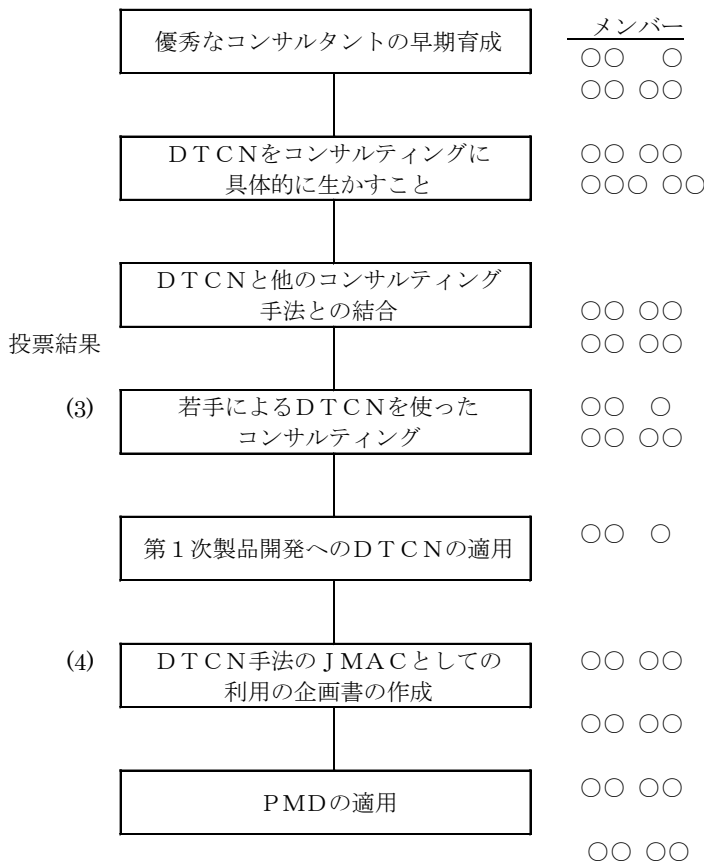 メンバー
優秀なコンサルタントの早期育成
○○ ○
○○ ○○
DTCNをコンサルティングに
具体的に生かすこと
○○ ○○
○○○ ○○
DTCNと他のコンサルティング
手法との結合
○○ ○○
投票結果
○○ ○○
(3)
若手によるDTCNを使った
コンサルティング
○○ ○
○○ ○○
第1次製品開発へのDTCNの適用
○○ ○
(4)
DTCN手法のJMACとしての
利用の企画書の作成
○○ ○○
○○ ○○
PMDの適用
○○ ○○
○○ ○○